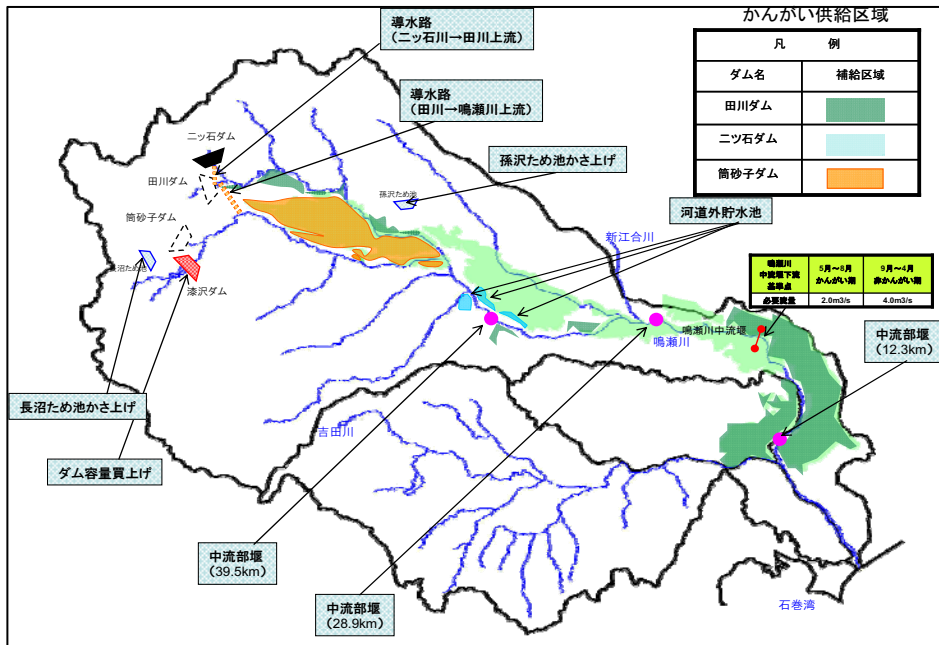 かんがい供給区域
凡　例
ダム名　補給区域
田川ダム
二ツ石ダム
筒砂子ダム
導水路
（二ッ石川→田川上流）
導水路
（田川→鳴瀬川上流）
二ッ石ダム
田川ダム
孫沢ため池かさ上げ
孫沢ため池
筒砂子ダム
河道外貯水池
新江合川
長沼ため池
漆沢ダム
鳴瀬川
中流堰下流
基準点
5月～8月
かんがい期
9月～4月
非かんがい期
必要流量　2.0m3/s　4.0m3/s
鳴瀬川中流堰
鳴瀬川
中流部堰
（12.3km）
長沼ため池かさ上げ
吉田川
ダム容量買上げ
中流部堰
（39.5km）
中流部堰
（28.9km）
石巻湾